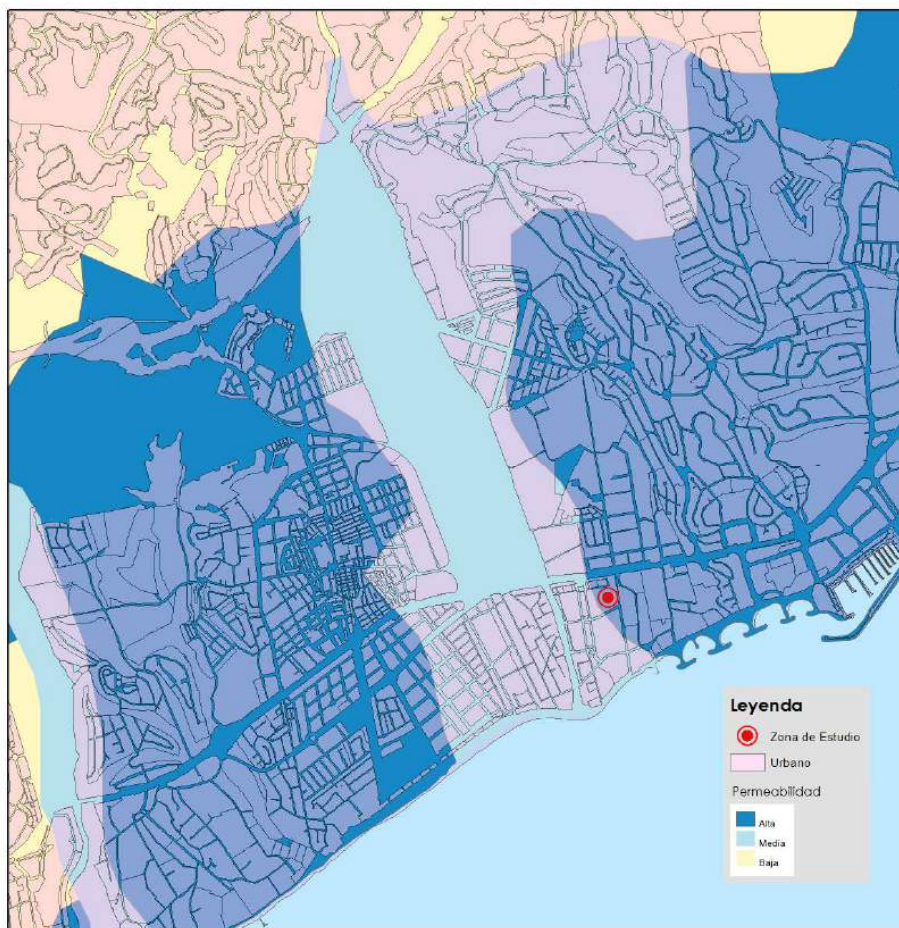 Leyenda
Zona de Estudio
Urbano
Permeabilidad
Alta
Media
Baja